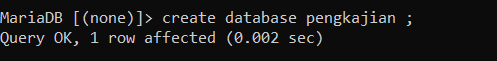 MariaDB [(none)]> create database pengkajian ;
Query OK, 1 row affected (0.002 sec)